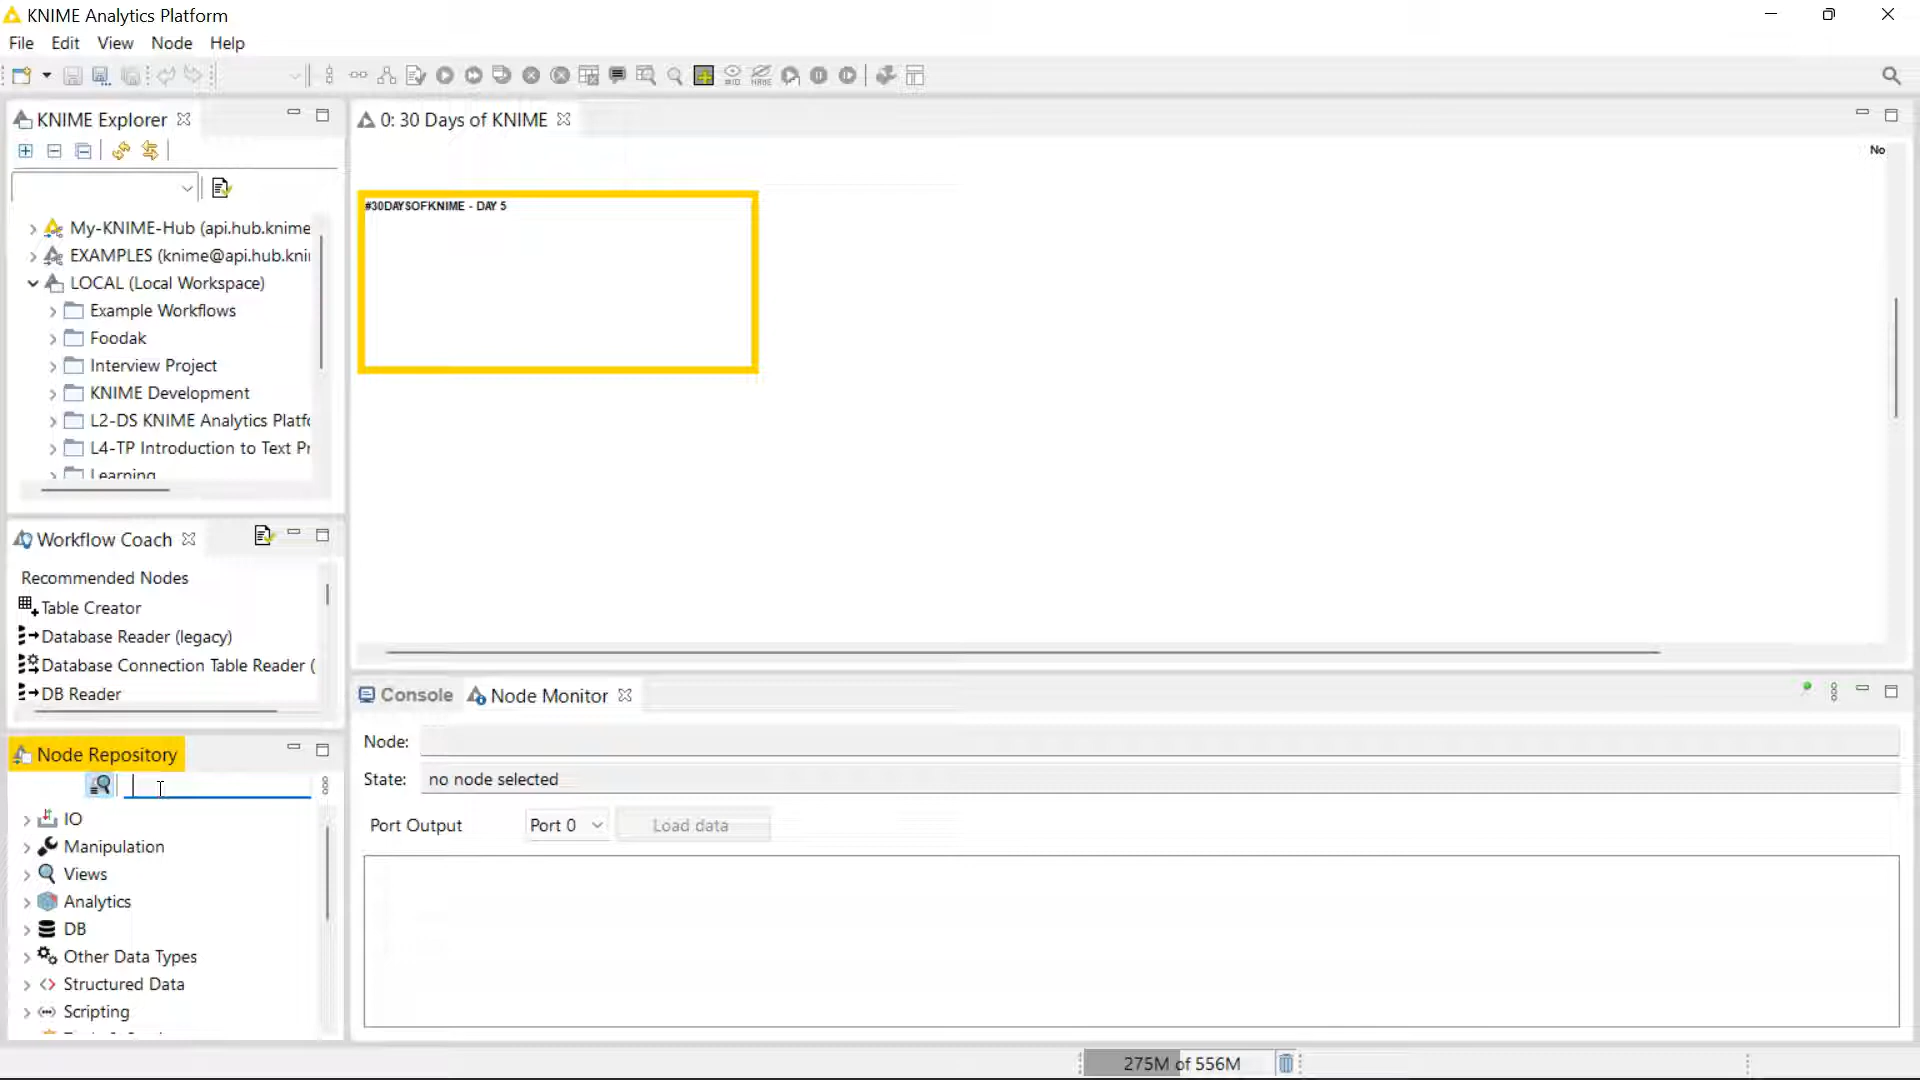 KNIME Analytics Platform
File Edit View Node Help
KNIME Explorer
My-KNIME-Hub (api.hub.knime
EXAMPLES (knime@api.hub.kni
LOCAL (Local Workspace)
Example Workflows
Foodak
Interview Project
KNIME Development
L2-DS KNIME Analytics Platfo
L4-TP Introduction to Text Pr
Learning
Workflow Coach
Recommended Nodes
Table Creator
Database Reader (legacy)
Database Connection Table Reader (
DB Reader
Node Repository
IO
Manipulation
Views
Analytics
DB
Other Data Types
Structured Data
Scripting
0: 30 Days of KNIME
No
#30DAYSOFKNIME - DAY 5
Console Node Monitor
Node:
State: no node selected
Port Output Port 0 Load data
275M of 556M